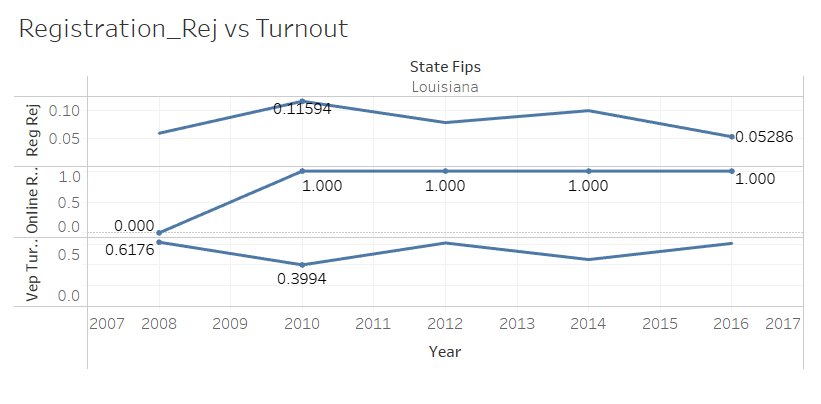 Registration_Rej vs Turnout
State Fips
Louisiana
Reg Rej
0.10
0.05
0.11594
0.05286
Online R..
1.0
0.5
0.0
0.000
1.000
1.000
1.000
1.000
Vep Tur..
0.5
0.0
0.6176
0.3994
2007 2008 2009 2010 2011 2012 2013 2014 2015 2016 2017
Year